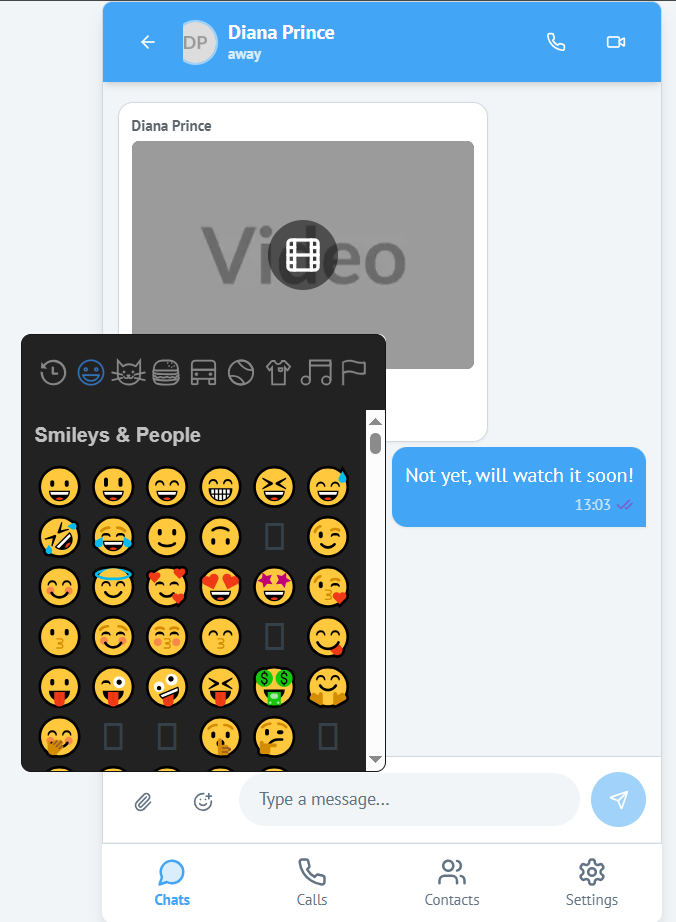 DP
Diana Prince
away
Diana Prince
Video
Smileys & People
Not yet, will watch it soon!
13:03
Type a message...
Chats
Calls
Contacts
Settings